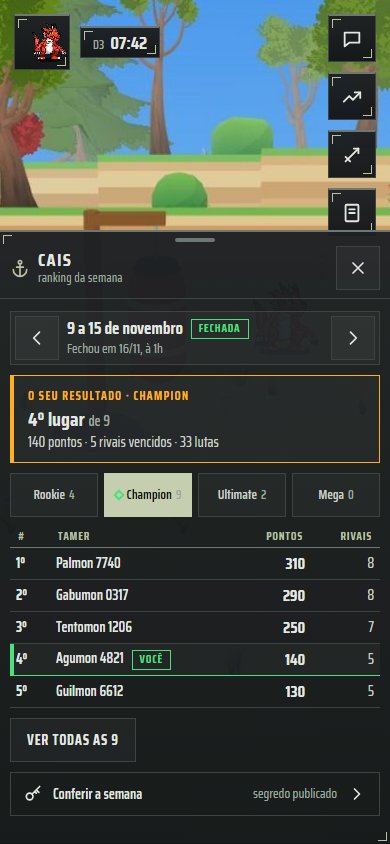 D3 07:42
CAIS
ranking da semana
9 a 15 de novembro FECHADA
Fechou em 16/11, à 1h
O SEU RESULTADO · CHAMPION
4º lugar de 9
140 pontos · 5 rivais vencidos · 33 lutas
Rookie 4 Champion 9 Ultimate 2 Mega 0
# TAMER PONTOS RIVAIS
1º Palmon 7740 310 8
2º Gabumon 0317 290 8
3º Tentomon 1206 250 7
4º Agumon 4821 VOCÊ 140 5
5º Guilmon 6612 130 5
VER TODAS AS 9
Conferir a semana segredo publicado